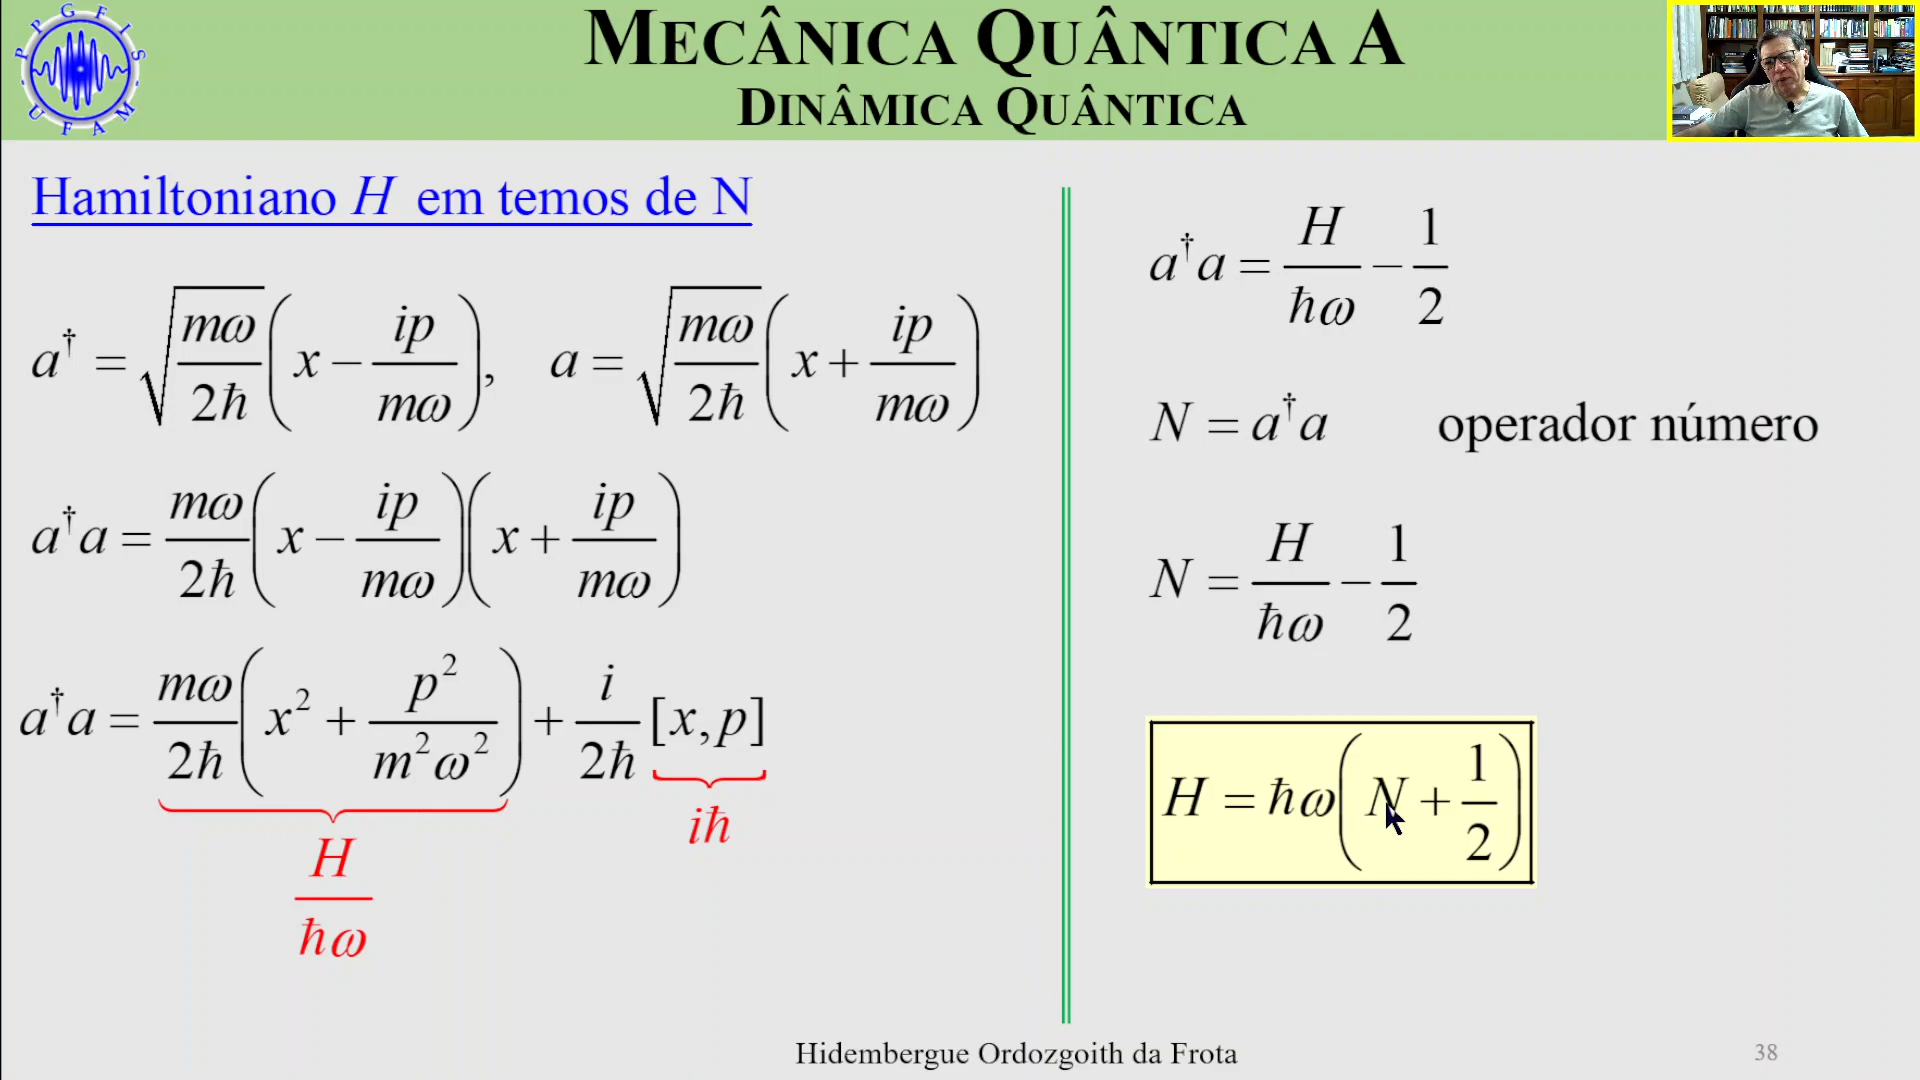 PPGFIS
UFAM
MECÂNICA QUÂNTICA A
DINÂMICA QUÂNTICA
Hamiltoniano H em temos de N
a† = √(mω/2ħ) (x − ip/mω), a = √(mω/2ħ) (x + ip/mω)
a†a = mω/2ħ (x − ip/mω)(x + ip/mω)
a†a = mω/2ħ (x² + p²/m²ω²) + i/2ħ [x, p]
H/ħω
iħ
a†a = H/ħω − 1/2
N = a†a operador número
N = H/ħω − 1/2
H = ħω(N + 1/2)
Hidembergue Ordozgoith da Frota
38